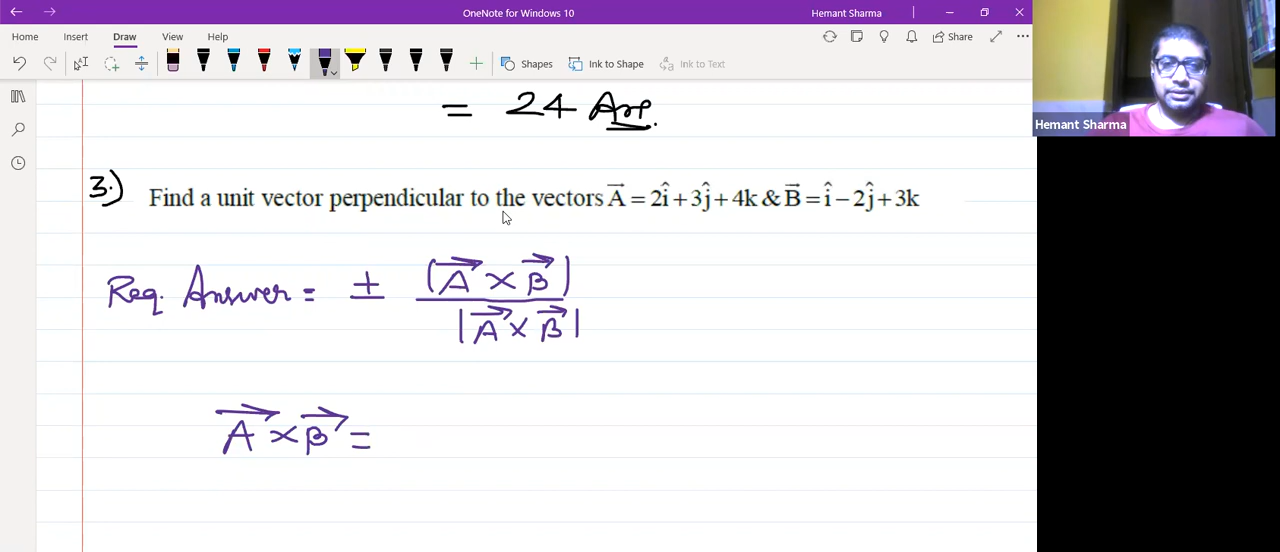 OneNote for Windows 10
Hemant Sharma
Home Insert Draw View Help
Share
Shapes Ink to Shape Ink to Text
= 24 Ans.
3.) Find a unit vector perpendicular to the vectors A⃗ = 2î + 3ĵ + 4k & B⃗ = î − 2ĵ + 3k
Req. Answer = ± (A⃗ × B⃗) / |A⃗ × B⃗|
A⃗ × B⃗ =
Hemant Sharma